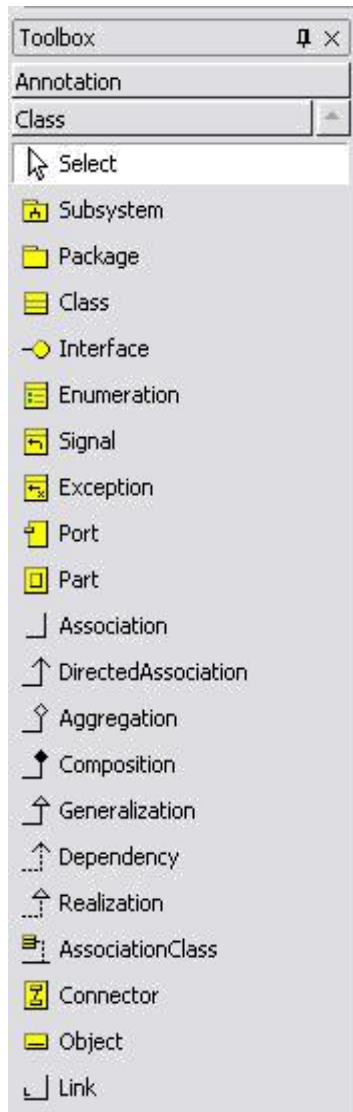 Toolbox
Annotation
Class
Select
Subsystem
Package
Class
Interface
Enumeration
Signal
Exception
Port
Part
Association
DirectedAssociation
Aggregation
Composition
Generalization
Dependency
Realization
AssociationClass
Connector
Object
Link